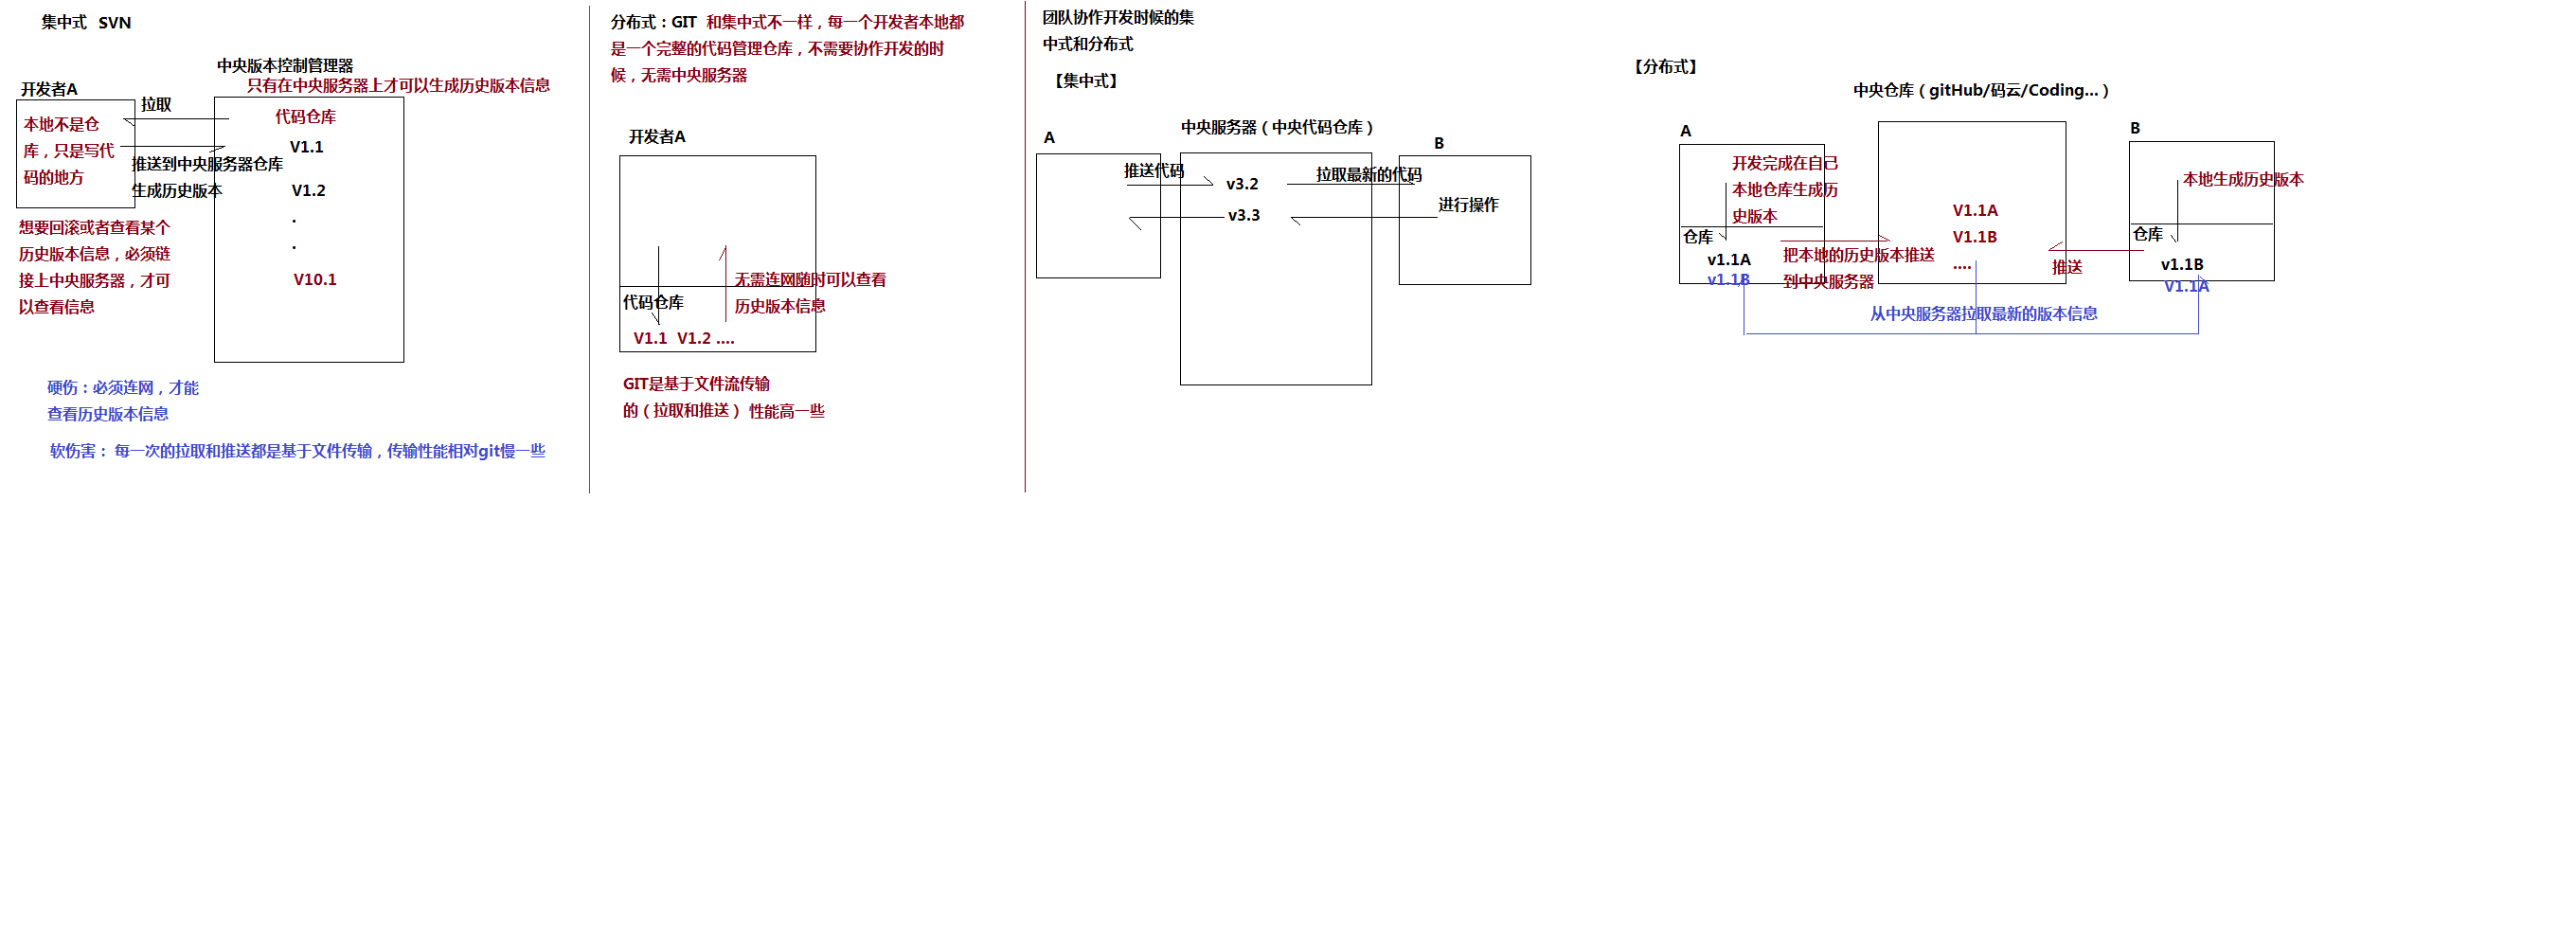 集中式 SVN
中央版本控制管理器
只有在中央服务器上才可以生成历史版本信息
开发者A
拉取
本地不是仓
库，只是写代
码的地方
代码仓库
V1.1
推送到中央服务器仓库
生成历史版本
V1.2
.
.
V10.1
想要回滚或者查看某个
历史版本信息，必须链
接上中央服务器，才可
以查看信息
硬伤：必须连网，才能
查看历史版本信息
软伤害： 每一次的拉取和推送都是基于文件传输，传输性能相对git慢一些
分布式：GIT 和集中式不一样，每一个开发者本地都
是一个完整的代码管理仓库，不需要协作开发的时
候，无需中央服务器
开发者A
无需连网随时可以查看
历史版本信息
代码仓库
V1.1 V1.2 ....
GIT是基于文件流传输
的（拉取和推送） 性能高一些
团队协作开发时候的集
中式和分布式
【集中式】
A
中央服务器（中央代码仓库）
B
推送代码
v3.2
拉取最新的代码
v3.3
进行操作
【分布式】
中央仓库（gitHub/码云/Coding...）
A
开发完成在自己
本地仓库生成历
史版本
仓库
v1.1A
v1.1B
把本地的历史版本推送
到中央服务器
V1.1A
V1.1B
....
推送
B
本地生成历史版本
仓库
v1.1B
V1.1A
从中央服务器拉取最新的版本信息